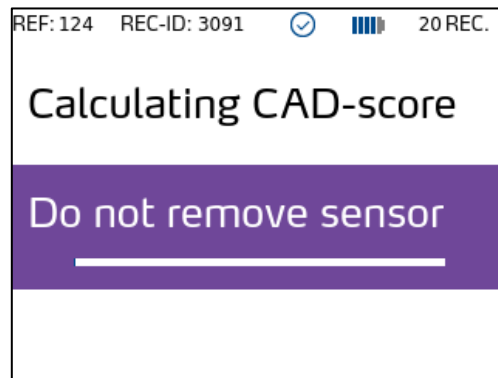 REF: 124 REC-ID: 3091 20 REC.
Calculating CAD-score
Do not remove sensor